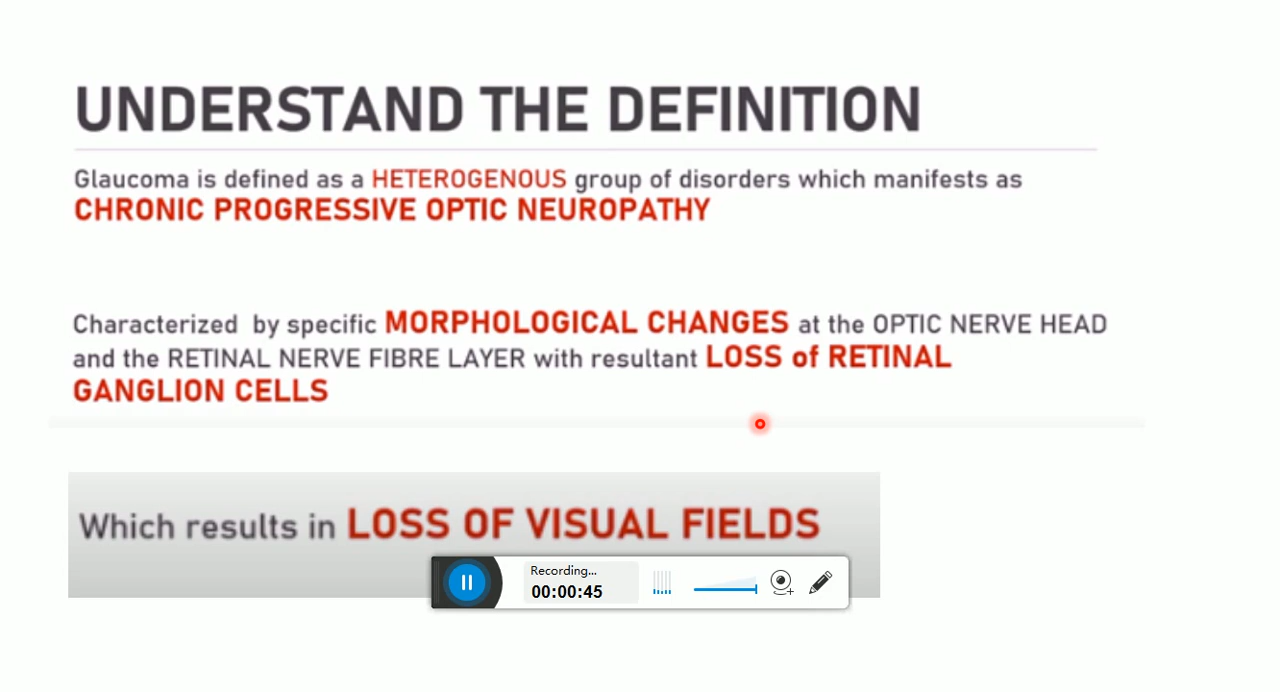 UNDERSTAND THE DEFINITION
Glaucoma is defined as a HETEROGENOUS group of disorders which manifests as
CHRONIC PROGRESSIVE OPTIC NEUROPATHY
Characterized by specific MORPHOLOGICAL CHANGES at the OPTIC NERVE HEAD
and the RETINAL NERVE FIBRE LAYER with resultant LOSS of RETINAL
GANGLION CELLS
Which results in LOSS OF VISUAL FIELDS
Recording...
00:00:45